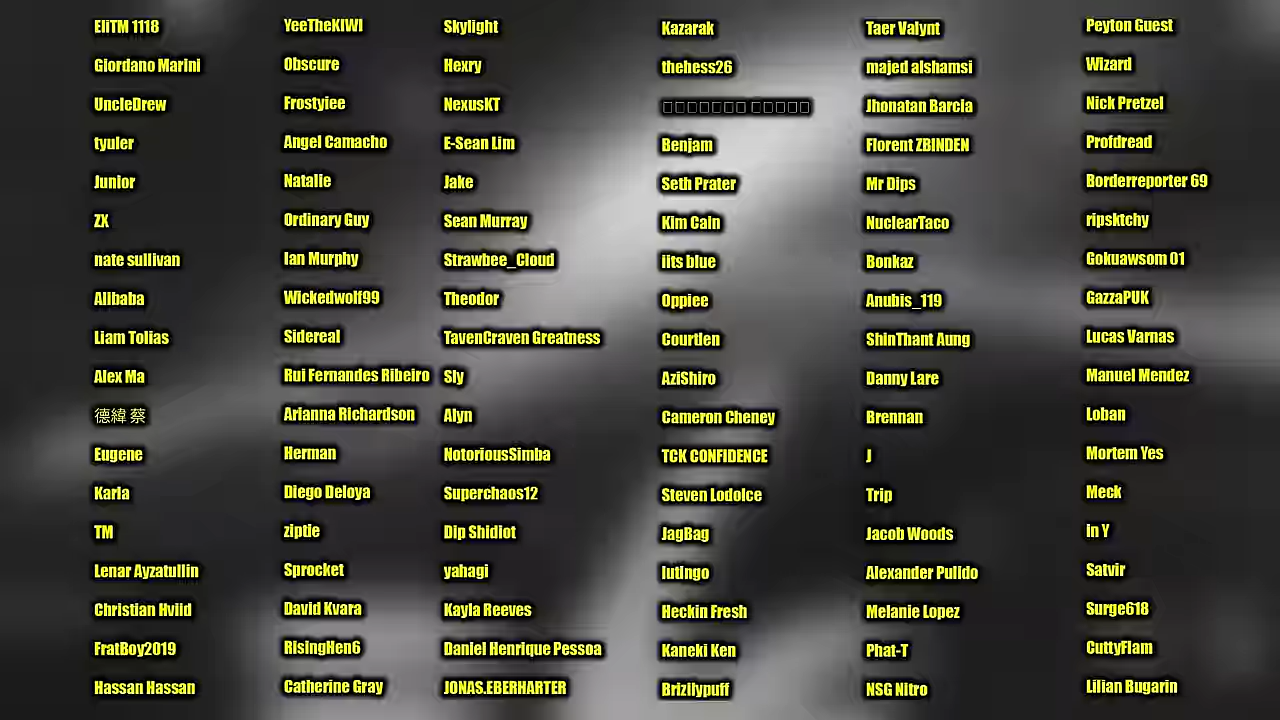 EliTM 1118
Giordano Marini
UncleDrew
tyuler
Junior
ZX
nate sullivan
Alibaba
Liam Tolias
Alex Ma
德緯 蔡
Eugene
Karla
TM
Lenar Ayzatullin
Christian Hviid
FratBoy2019
Hassan Hassan
YeeTheKIWI
Obscure
Frostyiee
Angel Camacho
Natalie
Ordinary Guy
Ian Murphy
Wickedwolf99
Sidereal
Rui Fernandes Ribeiro
Arianna Richardson
Herman
Diego Deloya
ziptie
Sprocket
David Kvara
RisingHen6
Catherine Gray
Skylight
Hexry
NexusKT
E-Sean Lim
Jake
Sean Murray
Strawbee_Cloud
Theodor
TavenCraven Greatness
Sly
Alyn
NotoriousSimba
Superchaos12
Dip Shidiot
yahagi
Kayla Reeves
Daniel Henrique Pessoa
JONAS.EBERHARTER
Kazarak
thehess26
Benjam
Seth Prater
Kim Cain
iits blue
Oppiee
Courtlen
AziShiro
Cameron Cheney
TCK CONFIDENCE
Steven Lodolce
JagBag
Heckin Fresh
Kaneki Ken
Brizilypuff
Taer Valynt
majed alshamsi
Jhonatan Barcia
Florent ZBINDEN
Mr Dips
NuclearTaco
Bonkaz
Anubis_119
ShinThant Aung
Danny Lare
Brennan
J
Trip
Jacob Woods
Alexander Pulido
Melanie Lopez
Phat-T
NSG Nitro
Peyton Guest
Wizard
Nick Pretzel
Profdread
Borderreporter 69
ripsktchy
Gokuawsom 01
GazzaPUK
Lucas Varnas
Manuel Mendez
Loban
Mortem Yes
Meck
in Y
Satvir
Surge618
CuttyFlam
Lilian Bugarin